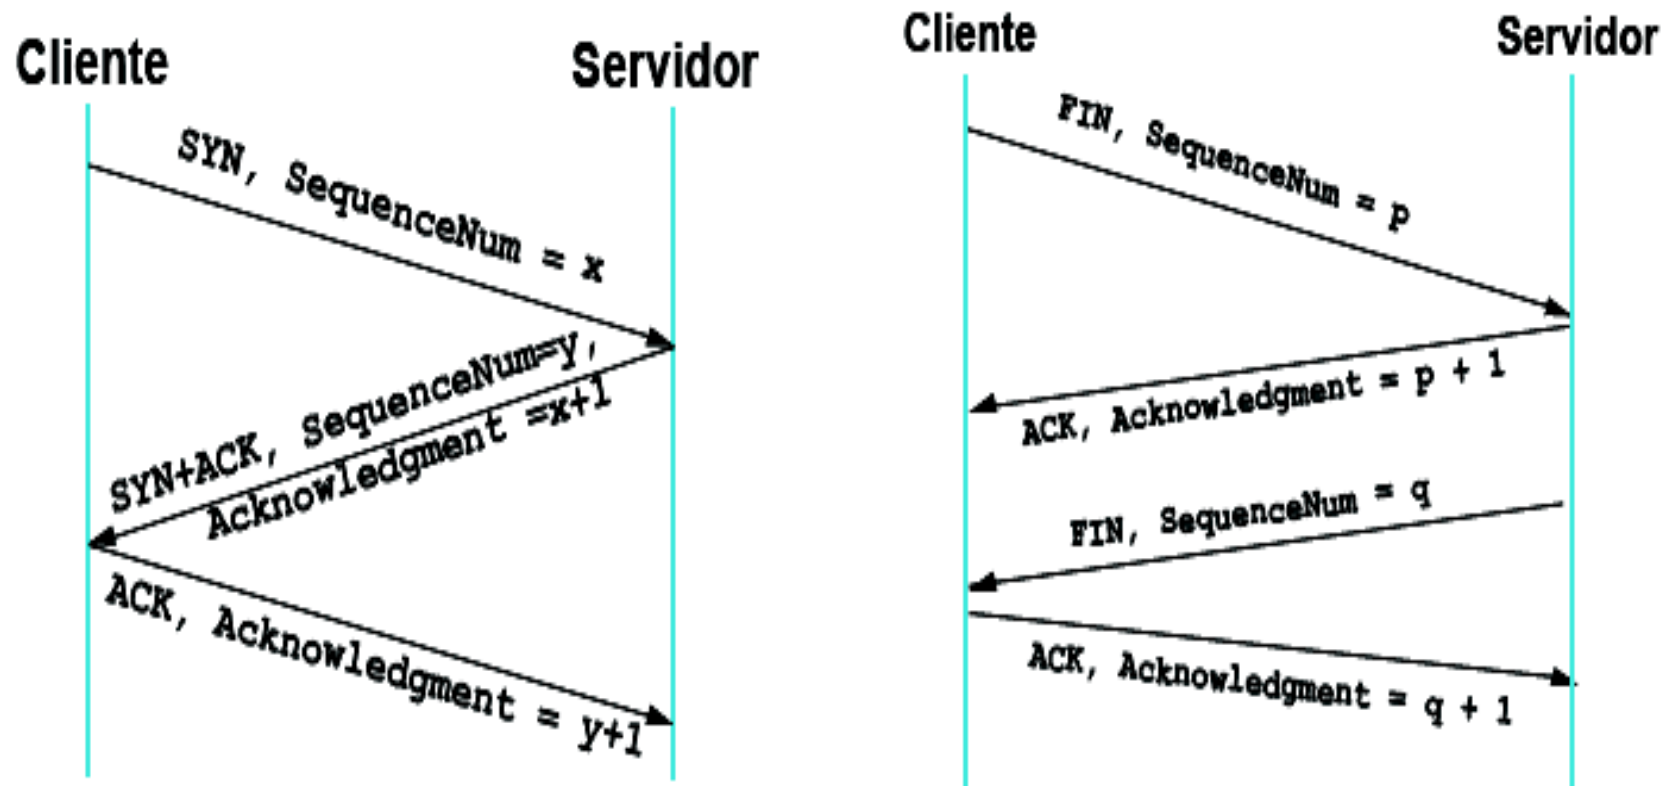 Cliente
Servidor
SYN, SequenceNum = x
SYN+ACK, SequenceNum=y,
Acknowledgment =x+1
ACK, Acknowledgment = y+1
Cliente
Servidor
FIN, SequenceNum = p
ACK, Acknowledgment = p + 1
FIN, SequenceNum = q
ACK, Acknowledgment = q + 1